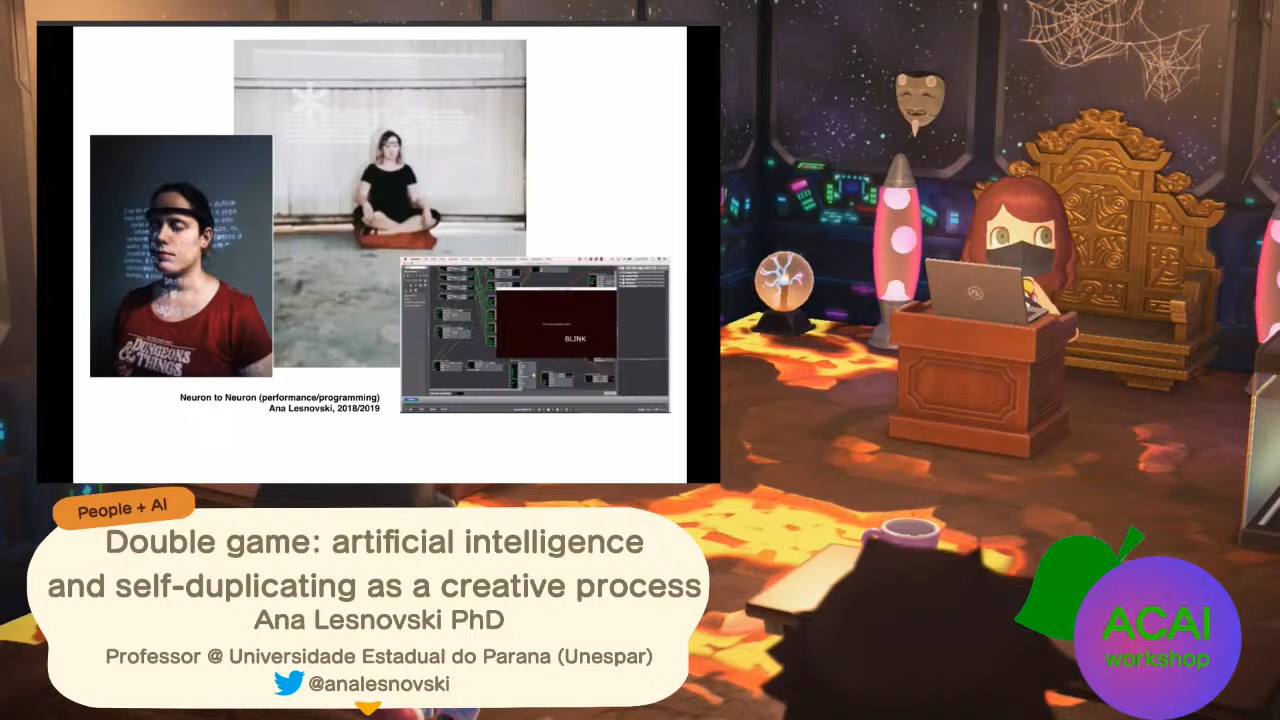 BLINK
DUNGEONS
& THINGS
Neuron to Neuron (performance/programming)
Ana Lesnovski, 2018/2019
People + AI
Double game: artificial intelligence
and self-duplicating as a creative process
Ana Lesnovski PhD
Professor @ Universidade Estadual do Parana (Unespar)
@analesnovski
ACAI
workshop